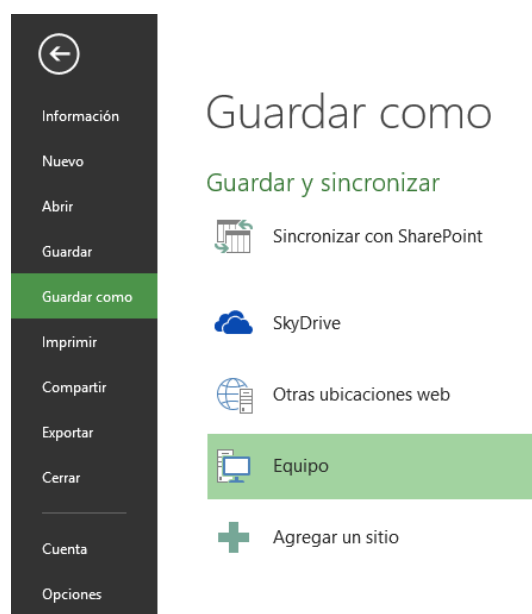 Información
Nuevo
Abrir
Guardar
Guardar como
Imprimir
Compartir
Exportar
Cerrar
Cuenta
Opciones
Guardar como
Guardar y sincronizar
Sincronizar con SharePoint
SkyDrive
Otras ubicaciones web
Equipo
Agregar un sitio